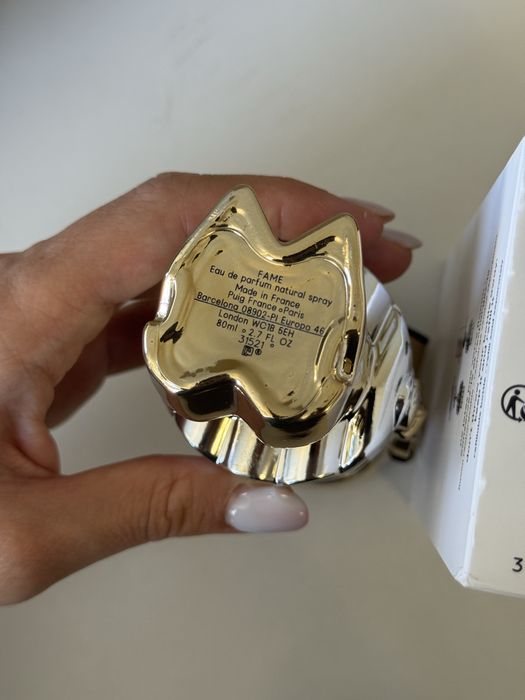 FAME
Eau de parfum natural spray
Made in France
Puig France • Paris
Barcelona 08902-Pl Europa 46
London WC1B 5EH
80ml ℮ 2.7 FL OZ
31521
3